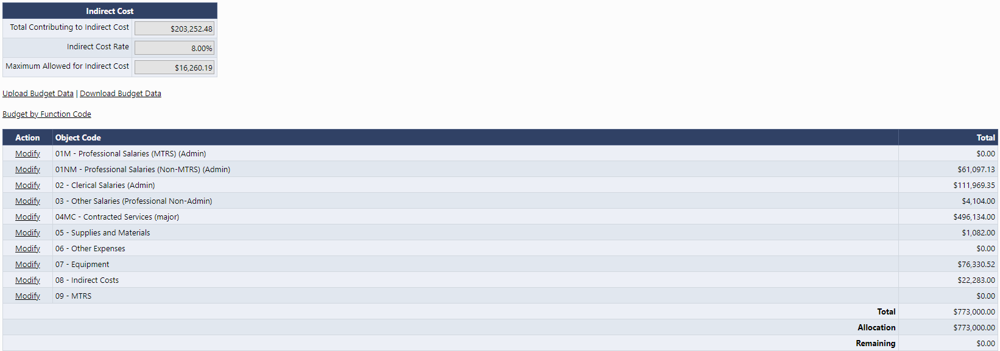 Indirect Cost
Total Contributing to Indirect Cost $203,252.48
Indirect Cost Rate 8.00%
Maximum Allowed for Indirect Cost $16,260.19
Upload Budget Data | Download Budget Data
Budget by Function Code
Action Object Code Total
Modify 01M - Professional Salaries (MTRS) (Admin) $0.00
Modify 01NM - Professional Salaries (Non-MTRS) (Admin) $61,097.13
Modify 02 - Clerical Salaries (Admin) $111,969.35
Modify 03 - Other Salaries (Professional Non-Admin) $4,104.00
Modify 04MC - Contracted Services (major) $496,134.00
Modify 05 - Supplies and Materials $1,082.00
Modify 06 - Other Expenses $0.00
Modify 07 - Equipment $76,330.52
Modify 08 - Indirect Costs $22,283.00
Modify 09 - MTRS $0.00
Total $773,000.00
Allocation $773,000.00
Remaining $0.00